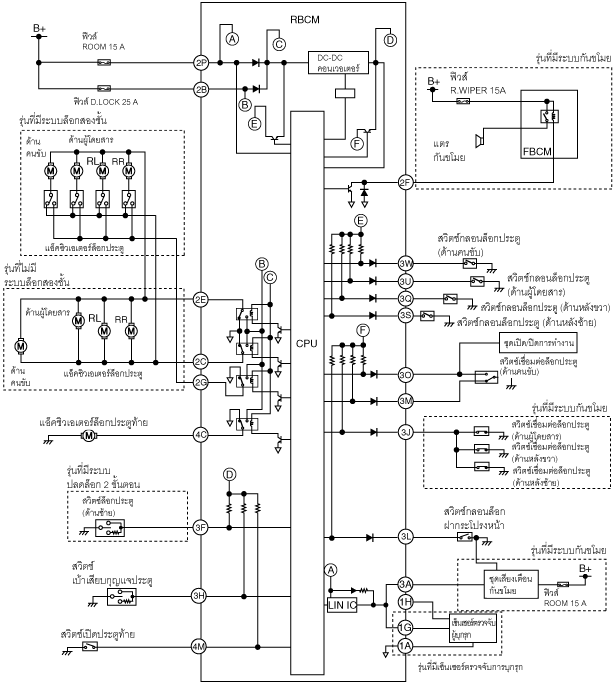 B+
ฟิวส์
ROOM 15 A
ฟิวส์ D.LOCK 25 A
2P
2B
RBCM
A
C
D
DC-DC
คอนเวอเตอร์
B
E
F
รุ่นที่มีระบบกันขโมย
B+
ฟิวส์
R.WIPER 15A
แตร
กันขโมย
FBCM
2F
รุ่นที่มีระบบล็อกสองชั้น
ด้าน
คนขับ
ด้านผู้โดยสาร
RL
RR
M
M
M
M
แอ็คชิวเอเตอร์ล็อกประตู
รุ่นที่ไม่มี
ระบบล็อกสองชั้น
ด้านผู้โดยสาร
RL
RR
M
M
M
M
ด้าน
คนขับ
แอ็คชิวเอเตอร์ล็อกประตู
2E
2C
2G
B
C
CPU
E
3W
สวิตช์กลอนล็อกประตู
(ด้านคนขับ)
3U
สวิตช์กลอนล็อกประตู
(ด้านผู้โดยสาร)
3Q
สวิตช์กลอนล็อกประตู (ด้านหลังขวา)
3S
สวิตช์กลอนล็อกประตู (ด้านหลังซ้าย)
F
ชุดเปิด/ปิดการทำงาน
3O
สวิตช์เชื่อมต่อล็อกประตู
(ด้านคนขับ)
3M
แอ็คชิวเอเตอร์ล็อกประตูท้าย
M
4C
รุ่นที่มีระบบกันขโมย
3J
สวิตช์เชื่อมต่อล็อกประตู
(ด้านผู้โดยสาร)
สวิตช์เชื่อมต่อล็อกประตู
(ด้านหลังขวา)
สวิตช์เชื่อมต่อล็อกประตู
(ด้านหลังซ้าย)
รุ่นที่มีระบบ
ปลดล็อก 2 ขั้นตอน
สวิตช์ล็อกประตู
(ด้านซ้าย)
3F
D
สวิตช์กลอนล็อก
ฝากระโปรงหน้า
3L
รุ่นที่มีระบบกันขโมย
สวิตช์
เบ้าเสียบกุญแจประตู
3H
A
LIN IC
3A
1H
ชุดเสียงเตือน
กันขโมย
B+
ฟิวส์
ROOM 15 A
1G
เซ็นเซอร์ตรวจจับ
ผู้บุกรุก
1A
สวิตช์เปิดประตูท้าย
4M
รุ่นที่มีเซ็นเซอร์ตรวจจับการบุกรุก